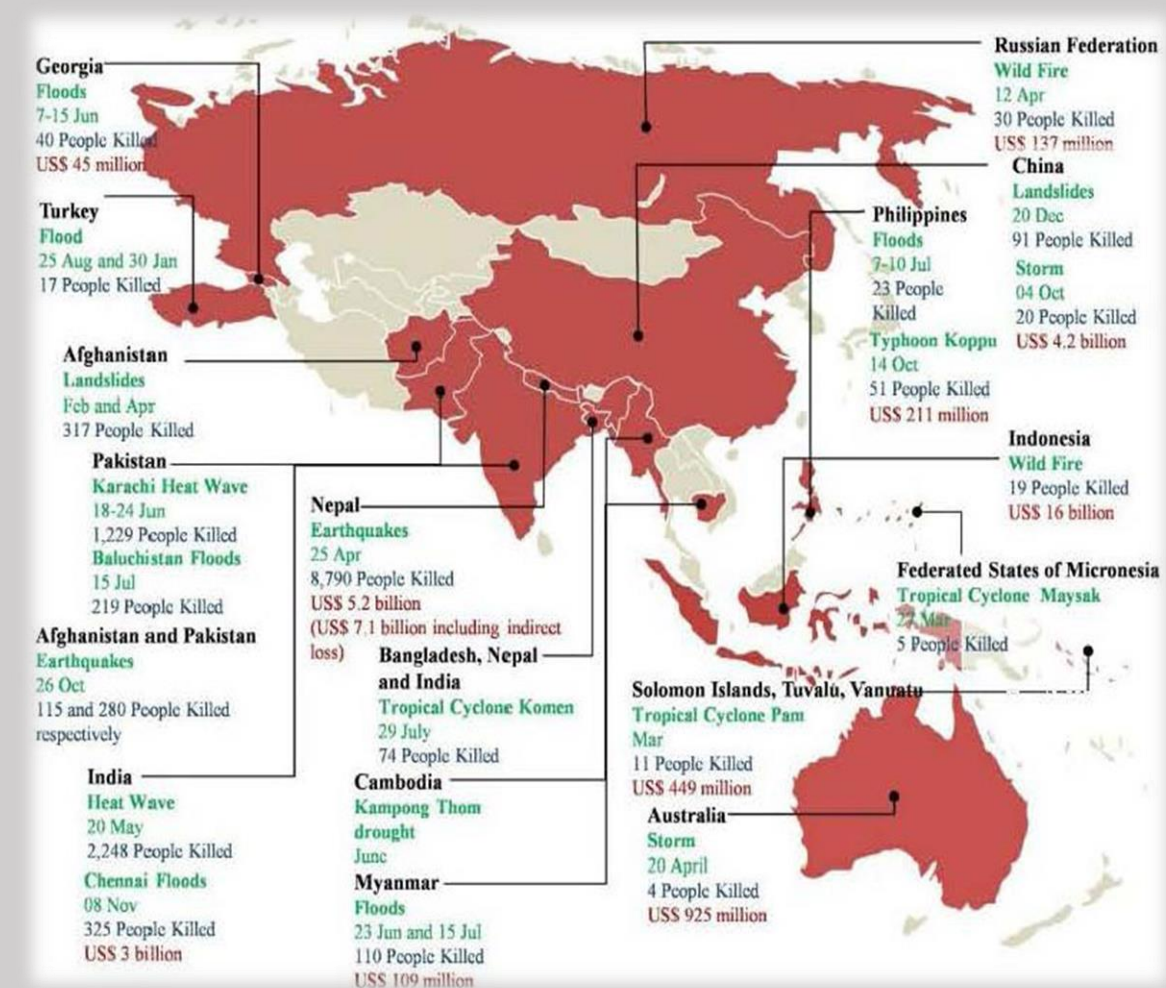 Georgia
Floods
7-15 Jun
40 People Killed
US$ 45 million
Turkey
Flood
25 Aug and 30 Jan
17 People Killed
Afghanistan
Landslides
Feb and Apr
317 People Killed
Pakistan
Karachi Heat Wave
18-24 Jun
1,229 People Killed
Baluchistan Floods
15 Jul
219 People Killed
Afghanistan and Pakistan
Earthquakes
26 Oct
115 and 280 People Killed
respectively
India
Heat Wave
20 May
2,248 People Killed
Chennai Floods
08 Nov
325 People Killed
US$ 3 billion
Nepal
Earthquakes
25 Apr
8,790 People Killed
US$ 5.2 billion
(US$ 7.1 billion including indirect
loss)
Bangladesh, Nepal
and India
Tropical Cyclone Komen
29 July
74 People Killed
Cambodia
Kampong Thom
drought
June
Myanmar
Floods
23 Jun and 15 Jul
110 People Killed
US$ 109 million
Russian Federation
Wild Fire
12 Apr
30 People Killed
US$ 137 million
China
Landslides
20 Dec
91 People Killed
Storm
04 Oct
20 People Killed
US$ 4.2 billion
Philippines
Floods
7-10 Jul
23 People
Killed
Typhoon Koppu
14 Oct
51 People Killed
US$ 211 million
Indonesia
Wild Fire
19 People Killed
US$ 16 billion
Federated States of Micronesia
Tropical Cyclone Maysak
27 Mar
5 People Killed
Solomon Islands, Tuvalu, Vanuatu
Tropical Cyclone Pam
Mar
11 People Killed
US$ 449 million
Australia
Storm
20 April
4 People Killed
US$ 925 million